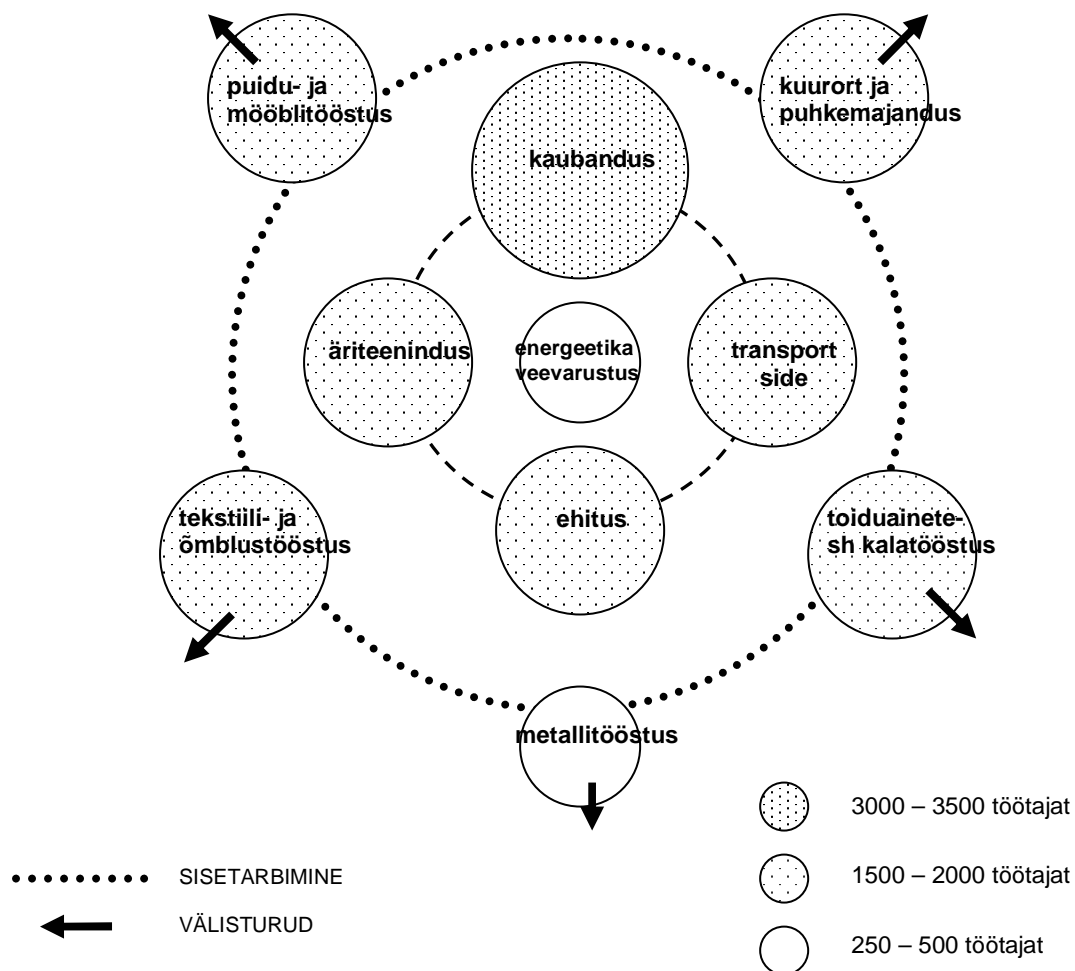 puidu- ja
mööblitööstus
kuurort ja
puhkemajandus
kaubandus
äriteenindus
energeetika
veevarustus
transport
side
tekstiili- ja
õmblustööstus
ehitus
toiduainete-
sh kalatööstus
metallitööstus
3000 – 3500 töötajat
SISETARBIMINE
1500 – 2000 töötajat
VÄLISTURUD
250 – 500 töötajat